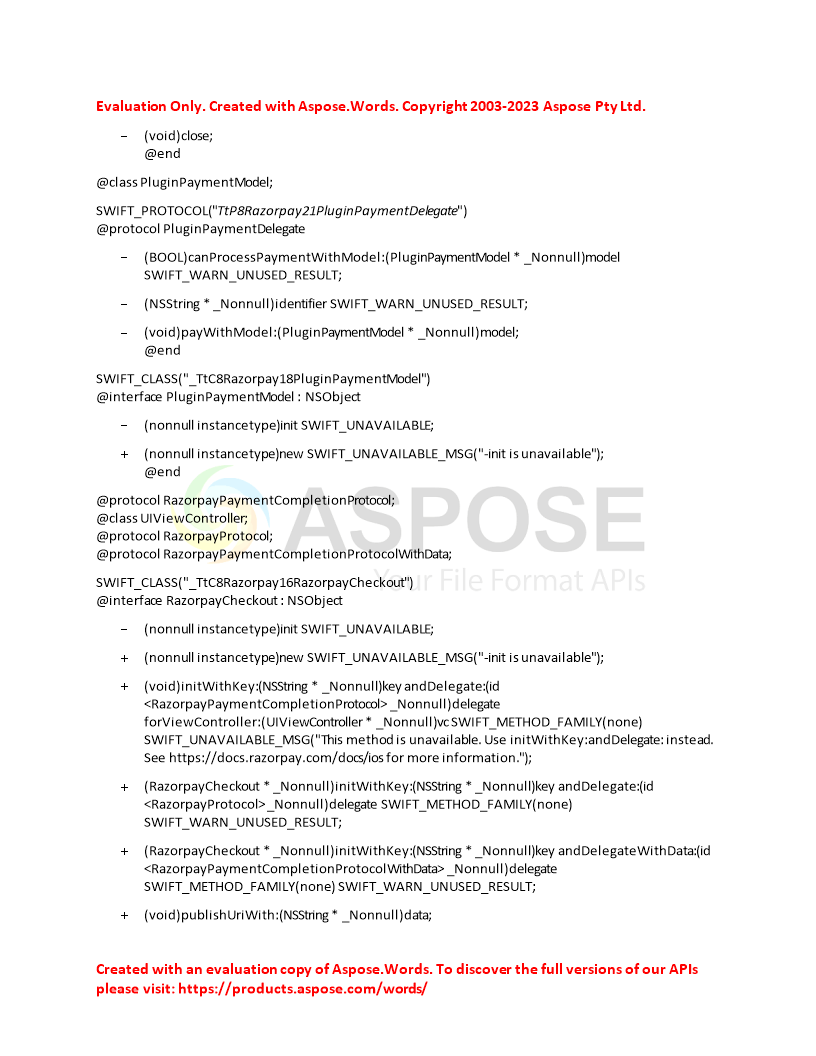 Evaluation Only. Created with Aspose.Words. Copyright 2003-2023 Aspose Pty Ltd.
− (void)close;
@end
@class PluginPaymentModel;
SWIFT_PROTOCOL("TtP8Razorpay21PluginPaymentDelegate")
@protocol PluginPaymentDelegate
− (BOOL)canProcessPaymentWithModel:(PluginPaymentModel * _Nonnull)model
SWIFT_WARN_UNUSED_RESULT;
− (NSString * _Nonnull)identifier SWIFT_WARN_UNUSED_RESULT;
− (void)payWithModel:(PluginPaymentModel * _Nonnull)model;
@end
SWIFT_CLASS("_TtC8Razorpay18PluginPaymentModel")
@interface PluginPaymentModel : NSObject
− (nonnull instancetype)init SWIFT_UNAVAILABLE;
+ (nonnull instancetype)new SWIFT_UNAVAILABLE_MSG("-init is unavailable");
@end
@protocol RazorpayPaymentCompletionProtocol;
@class UIViewController;
@protocol RazorpayProtocol;
@protocol RazorpayPaymentCompletionProtocolWithData;
ASPOSE
Your File Format APIs
SWIFT_CLASS("_TtC8Razorpay16RazorpayCheckout")
@interface RazorpayCheckout : NSObject
− (nonnull instancetype)init SWIFT_UNAVAILABLE;
+ (nonnull instancetype)new SWIFT_UNAVAILABLE_MSG("-init is unavailable");
+ (void)initWithKey:(NSString * _Nonnull)key andDelegate:(id
<RazorpayPaymentCompletionProtocol> _Nonnull)delegate
forViewController:(UIViewController * _Nonnull)vc SWIFT_METHOD_FAMILY(none)
SWIFT_UNAVAILABLE_MSG("This method is unavailable. Use initWithKey:andDelegate: instead.
See https://docs.razorpay.com/docs/ios for more information.");
+ (RazorpayCheckout * _Nonnull)initWithKey:(NSString * _Nonnull)key andDelegate:(id
<RazorpayProtocol> _Nonnull)delegate SWIFT_METHOD_FAMILY(none)
SWIFT_WARN_UNUSED_RESULT;
+ (RazorpayCheckout * _Nonnull)initWithKey:(NSString * _Nonnull)key andDelegateWithData:(id
<RazorpayPaymentCompletionProtocolWithData> _Nonnull)delegate
SWIFT_METHOD_FAMILY(none) SWIFT_WARN_UNUSED_RESULT;
+ (void)publishUriWith:(NSString * _Nonnull)data;
Created with an evaluation copy of Aspose.Words. To discover the full versions of our APIs
please visit: https://products.aspose.com/words/